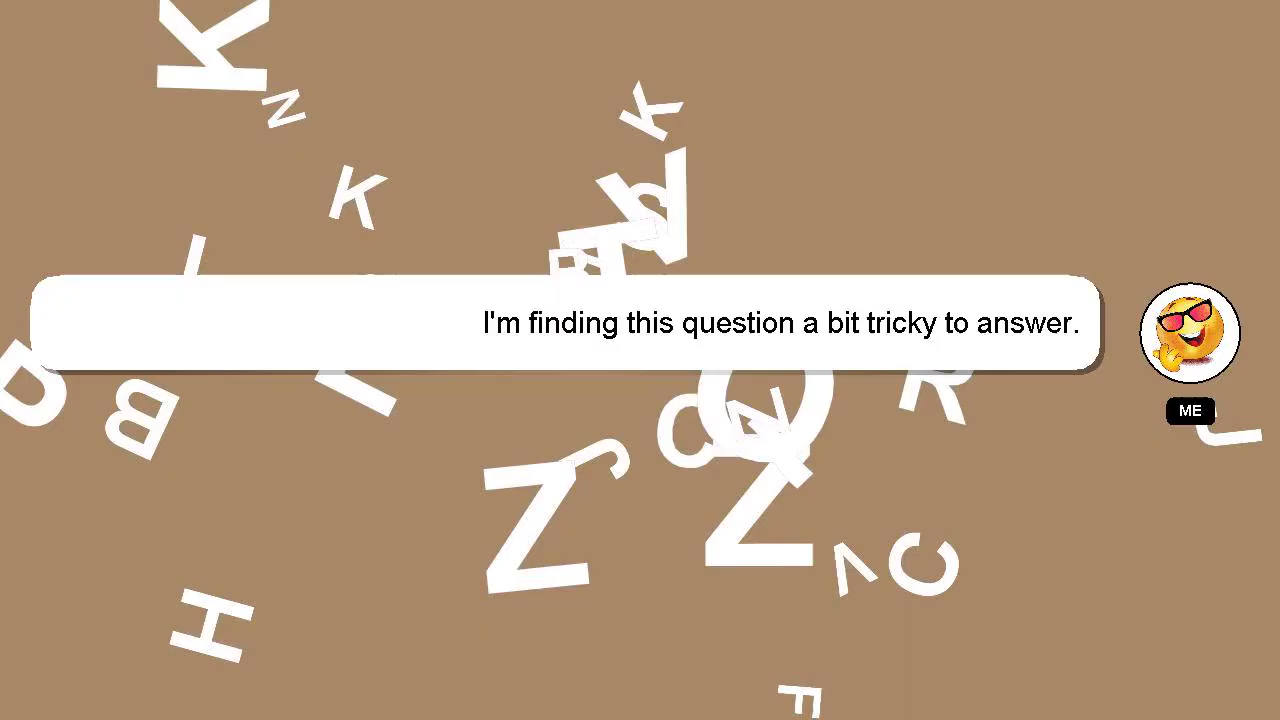 K
N
K
K
V
S
I'm finding this question a bit tricky to answer.
ME
B
R
J
C
Q
N
J
Z
Z
V
C
H
F